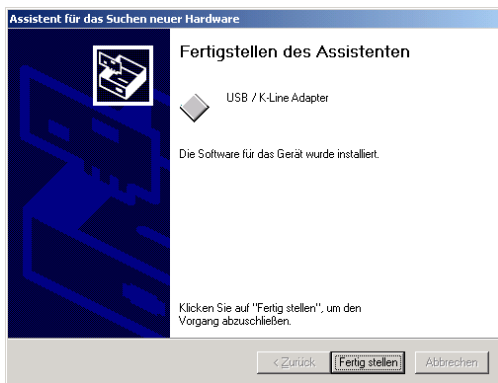 Assistent für das Suchen neuer Hardware
Fertigstellen des Assistenten
USB / K-Line Adapter
Die Software für das Gerät wurde installiert.
Klicken Sie auf "Fertig stellen", um den
Vorgang abzuschließen.
< Zurück Fertig stellen Abbrechen